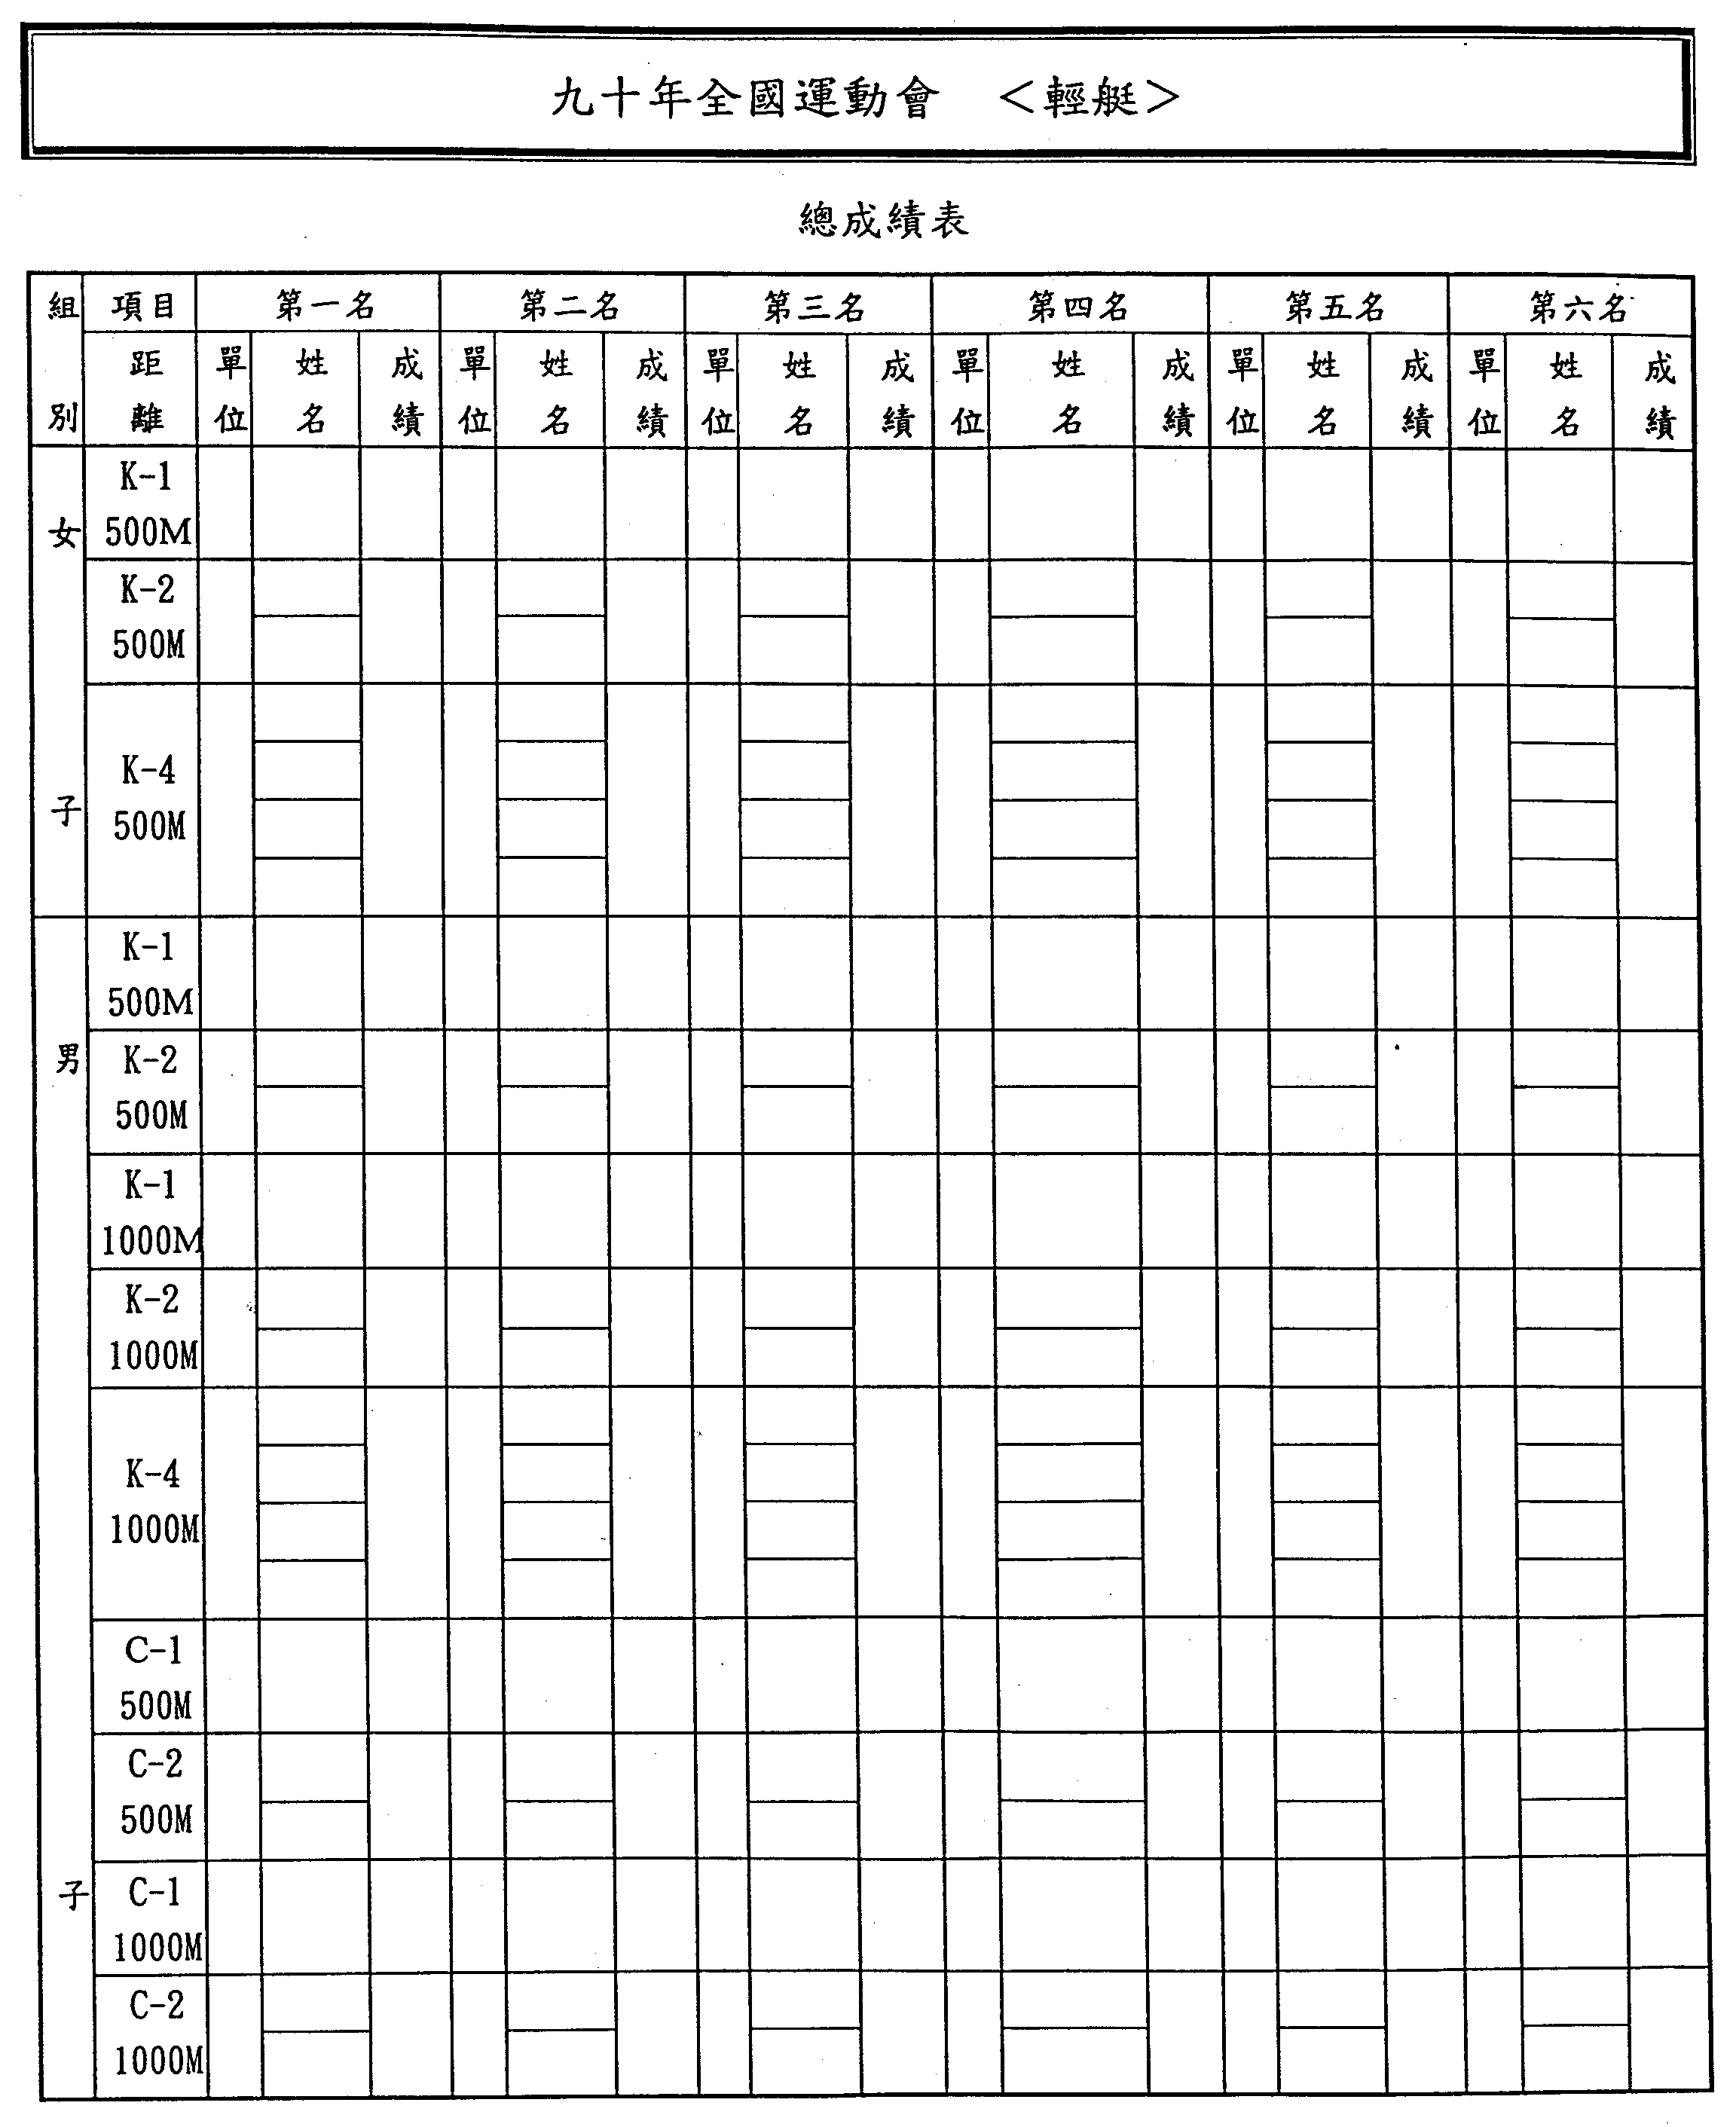 九十年全國運動會　＜輕艇＞
總成績表
組別 項目 第一名 第二名 第三名 第四名 第五名 第六名
距離 單位 姓名 成績 單位 姓名 成績 單位 姓名 成績 單位 姓名 成績 單位 姓名 成績 單位 姓名 成績
女子
K-1
500M
K-2
500M
K-4
500M
男子
K-1
500M
K-2
500M
K-1
1000M
K-2
1000M
K-4
1000M
C-1
500M
C-2
500M
C-1
1000M
C-2
1000M